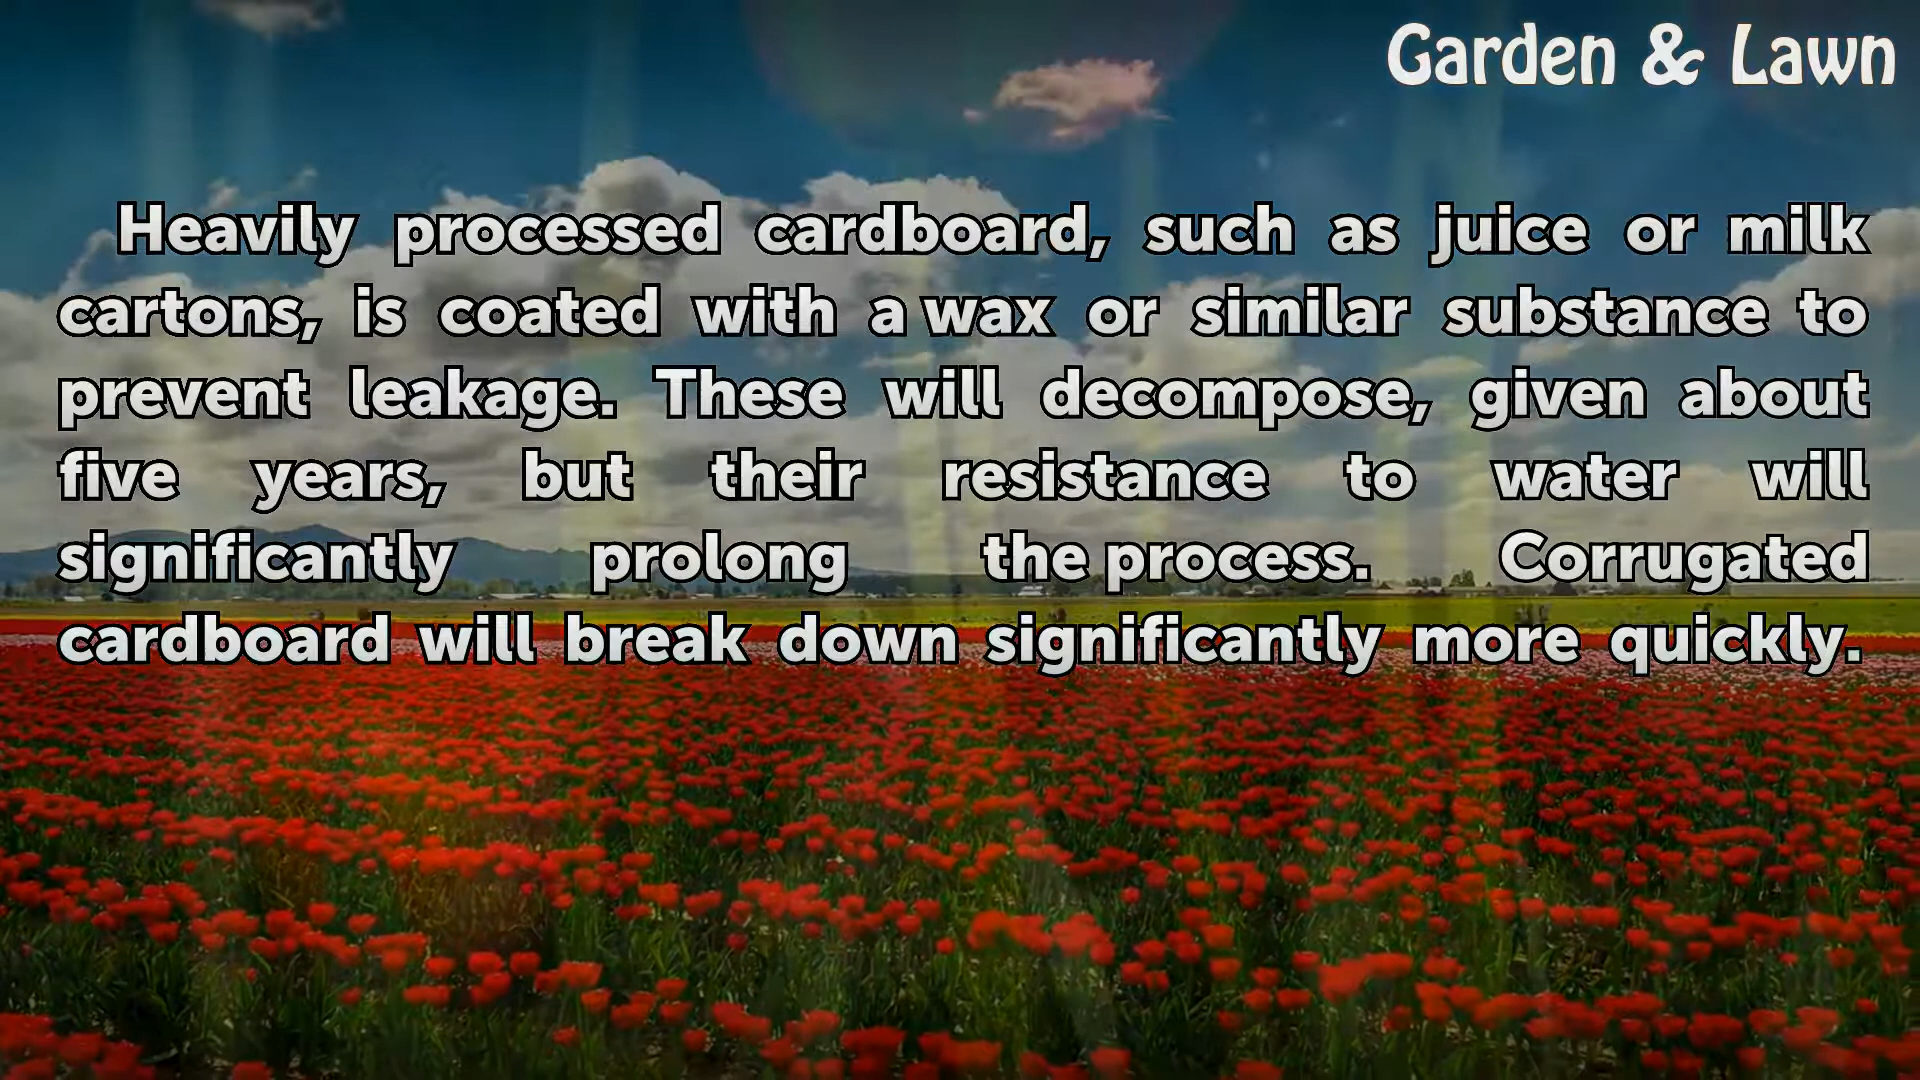 Garden & Lawn
Heavily processed cardboard, such as juice or milk
cartons, is coated with a wax or similar substance to
prevent leakage. These will decompose, given about
five years, but their resistance to water will
significantly prolong the process. Corrugated
cardboard will break down significantly more quickly.